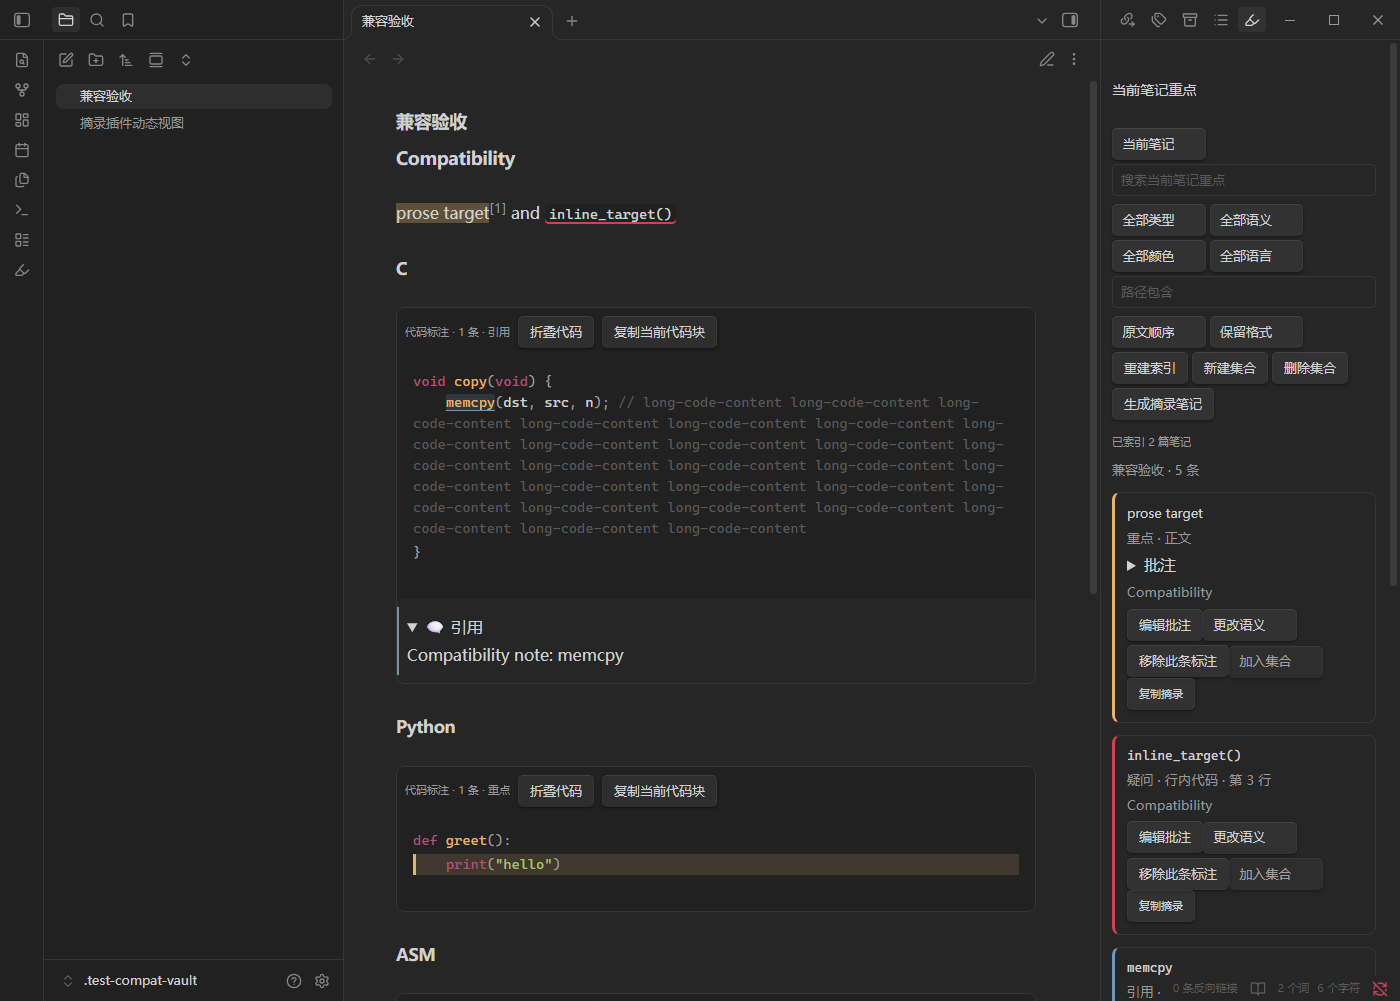 兼容验收
兼容验收
摘录插件动态视图
.test-compat-vault
兼容验收
Compatibility
prose target[1] and inline_target()
C
代码标注 · 1 条 · 引用 折叠代码 复制当前代码块
void copy(void) {
memcpy(dst, src, n); // long-code-content long-code-content long-
code-content long-code-content long-code-content long-code-content long-
code-content long-code-content long-code-content long-code-content long-
code-content long-code-content long-code-content long-code-content long-
code-content long-code-content long-code-content long-code-content long-
code-content long-code-content long-code-content long-code-content long-
code-content long-code-content long-code-content
}
引用
Compatibility note: memcpy
Python
代码标注 · 1 条 · 重点 折叠代码 复制当前代码块
def greet():
print("hello")
ASM
当前笔记重点
当前笔记
搜索当前笔记重点
全部类型 全部语义
全部颜色 全部语言
路径包含
原文顺序 保留格式
重建索引 新建集合 删除集合
生成摘录笔记
已索引 2 篇笔记
兼容验收 · 5 条
prose target
重点 · 正文
批注
Compatibility
编辑批注 更改语义
移除此条标注 加入集合
复制摘录
inline_target()
疑问 · 行内代码 · 第 3 行
Compatibility
编辑批注 更改语义
移除此条标注 加入集合
复制摘录
memcpy
引用 ·
0 条反向链接 2 个词 6 个字符